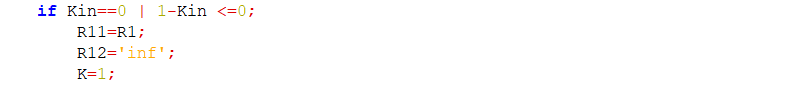 if Kin==0 | 1-Kin <=0;
R11=R1;
R12='inf';
K=1;